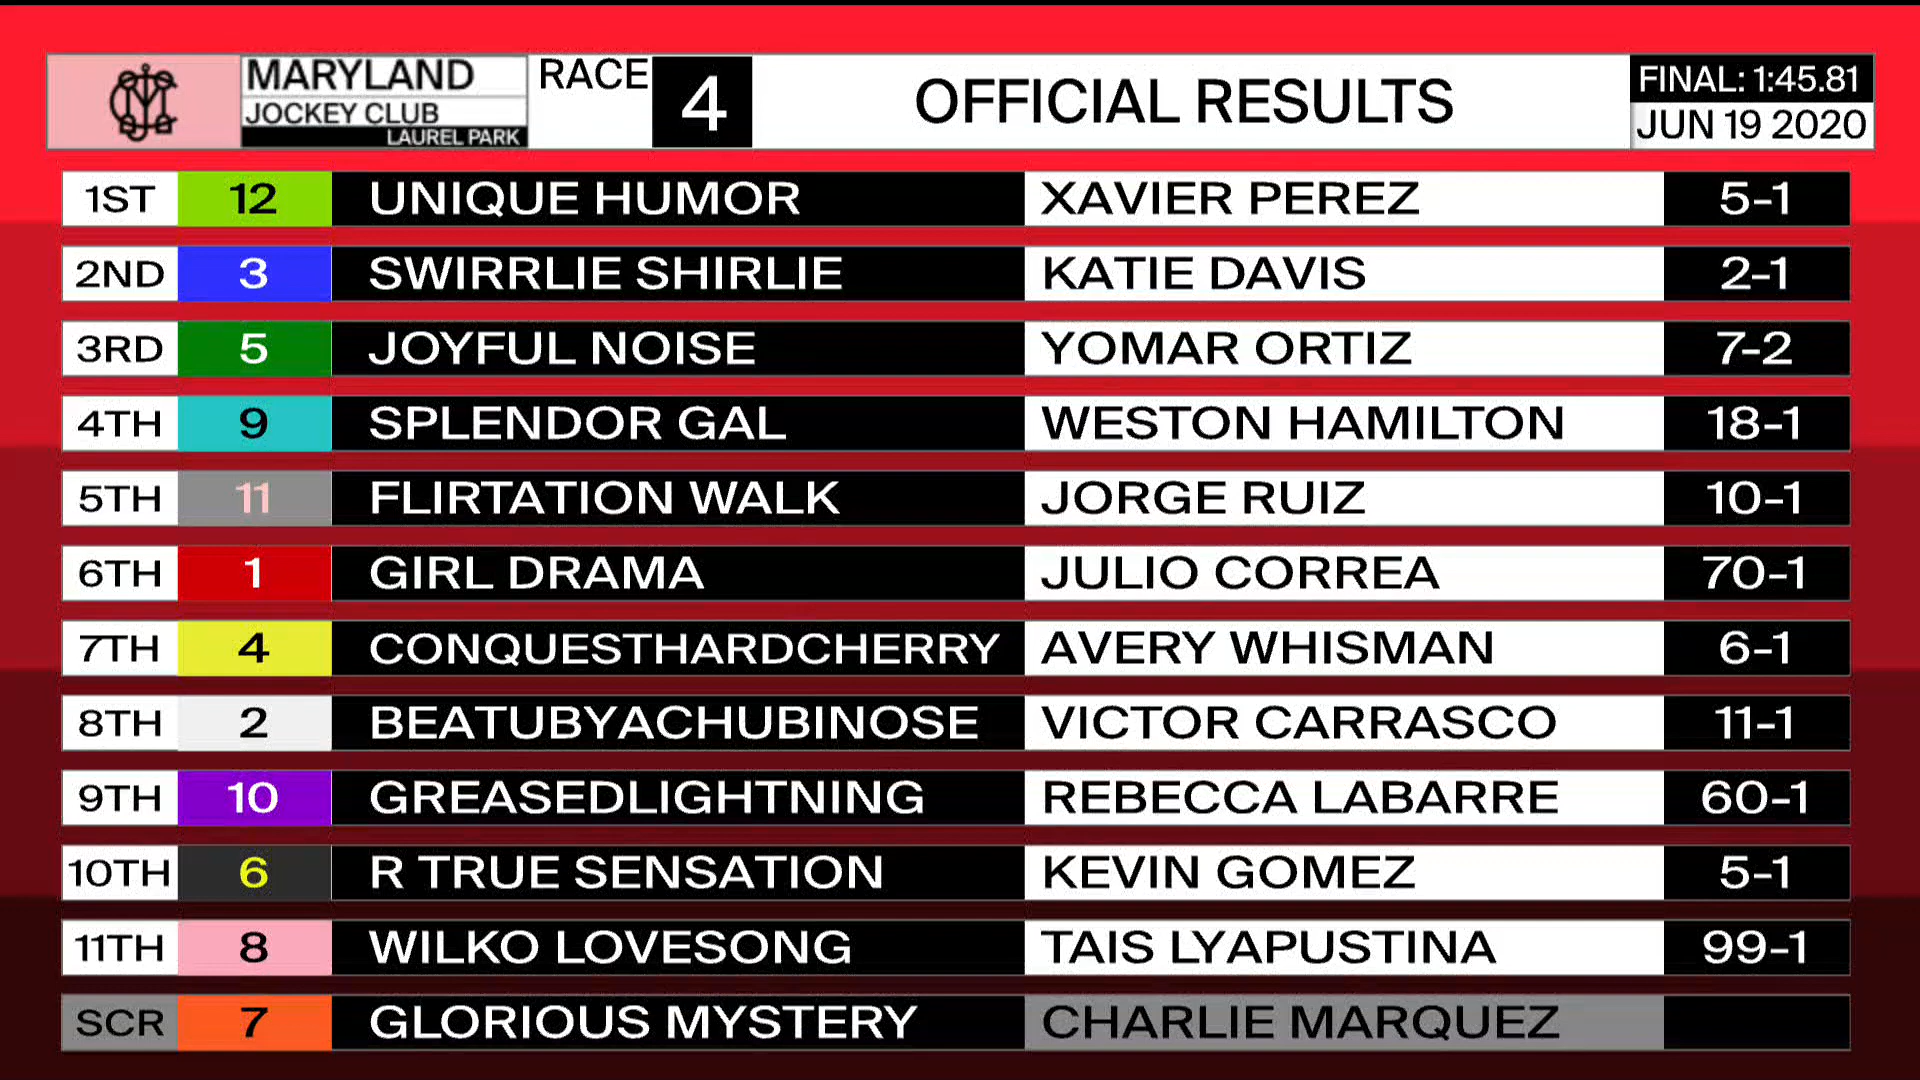 MARYLAND
JOCKEY CLUB
LAUREL PARK
RACE 4
OFFICIAL RESULTS
FINAL: 1:45.81
JUN 19 2020
1ST 12 UNIQUE HUMOR XAVIER PEREZ 5-1
2ND 3 SWIRRLIE SHIRLIE KATIE DAVIS 2-1
3RD 5 JOYFUL NOISE YOMAR ORTIZ 7-2
4TH 9 SPLENDOR GAL WESTON HAMILTON 18-1
5TH 11 FLIRTATION WALK JORGE RUIZ 10-1
6TH 1 GIRL DRAMA JULIO CORREA 70-1
7TH 4 CONQUESTHARDCHERRY AVERY WHISMAN 6-1
8TH 2 BEATUBYACHUBINOSE VICTOR CARRASCO 11-1
9TH 10 GREASEDLIGHTNING REBECCA LABARRE 60-1
10TH 6 R TRUE SENSATION KEVIN GOMEZ 5-1
11TH 8 WILKO LOVESONG TAIS LYAPUSTINA 99-1
SCR 7 GLORIOUS MYSTERY CHARLIE MARQUEZ